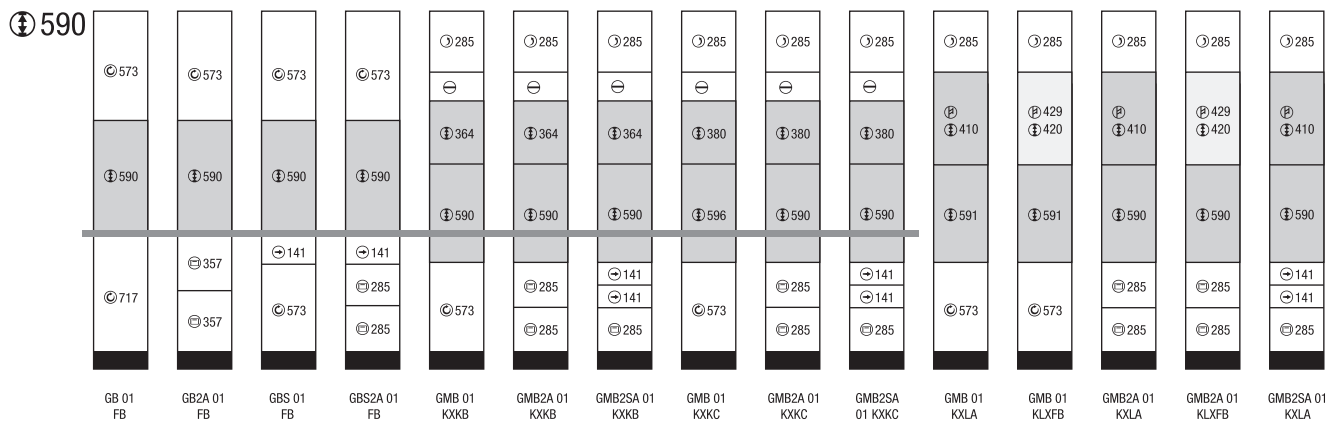 590
573 573 573 573 285 285 285 285 285 285 285 285 285 285 285
364 364 364 380 380 380 410 429 410 429 410
420 420
590 590 590 590 590 590 590 596 590 590 591 591 590 590 590
717 357 141 141 573 285 141 573 285 141 573 573 285 285 141
357 573 285 285 141 285 141 285 285 141
285 285 285 285
GB 01 GB2A 01 GBS 01 GBS2A 01 GMB 01 GMB2A 01 GMB2SA 01 GMB 01 GMB2A 01 GMB2SA GMB 01 GMB 01 GMB2A 01 GMB2A 01 GMB2SA 01
FB FB FB FB KXKB KXKB KXKB KXKC KXKC 01 KXKC KXLA KLXFB KXLA KLXFB KXLA